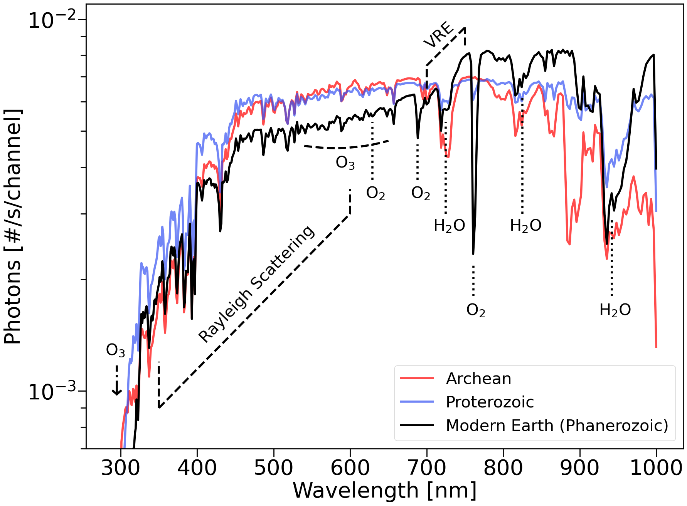 10⁻²
10⁻³
Photons [#/s/channel]
VRE
O₃
O₂
O₂
H₂O
H₂O
Rayleigh Scattering
O₂
H₂O
O₃
Archean
Proterozoic
Modern Earth (Phanerozoic)
300 400 500 600 700 800 900 1000
Wavelength [nm]